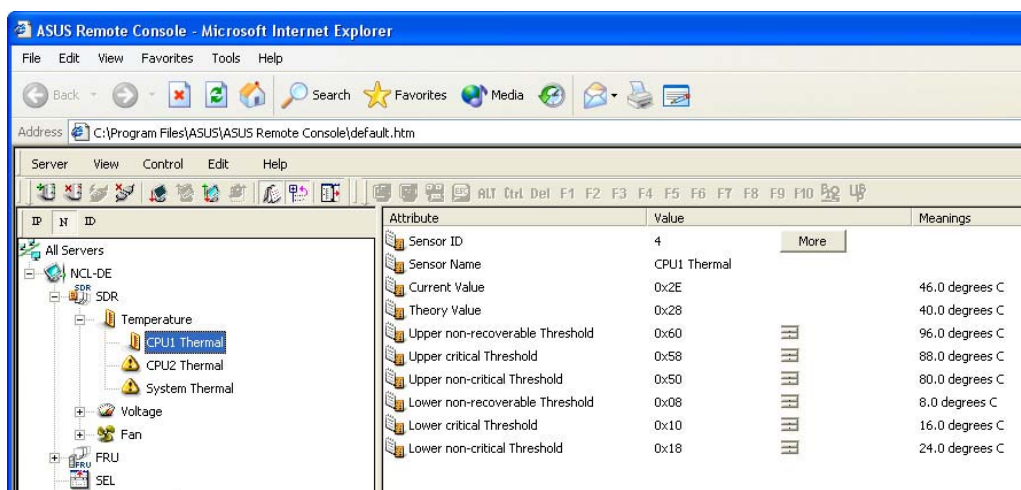 ASUS Remote Console - Microsoft Internet Explorer
File Edit View Favorites Tools Help
Back Search Favorites Media
Address C:\Program Files\ASUS\ASUS Remote Console\default.htm
Server View Control Edit Help
ALT Ctrl Del F1 F2 F3 F4 F5 F6 F7 F8 F9 F10
IP N ID
All Servers
NCL-DE
SDR SDR
Temperature
CPU1 Thermal
CPU2 Thermal
System Thermal
Voltage
Fan
FRU FRU
SEL
Attribute Value Meanings
Sensor ID 4 More
Sensor Name CPU1 Thermal
Current Value 0x2E 46.0 degrees C
Theory Value 0x28 40.0 degrees C
Upper non-recoverable Threshold 0x60 96.0 degrees C
Upper critical Threshold 0x58 88.0 degrees C
Upper non-critical Threshold 0x50 80.0 degrees C
Lower non-recoverable Threshold 0x08 8.0 degrees C
Lower critical Threshold 0x10 16.0 degrees C
Lower non-critical Threshold 0x18 24.0 degrees C